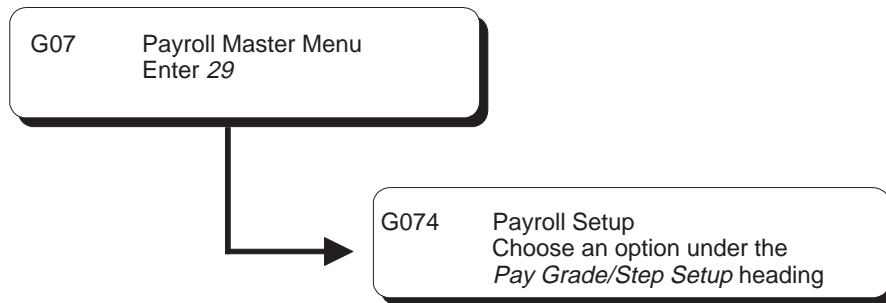 G07 Payroll Master Menu
Enter 29
G074 Payroll Setup
Choose an option under the
Pay Grade/Step Setup heading